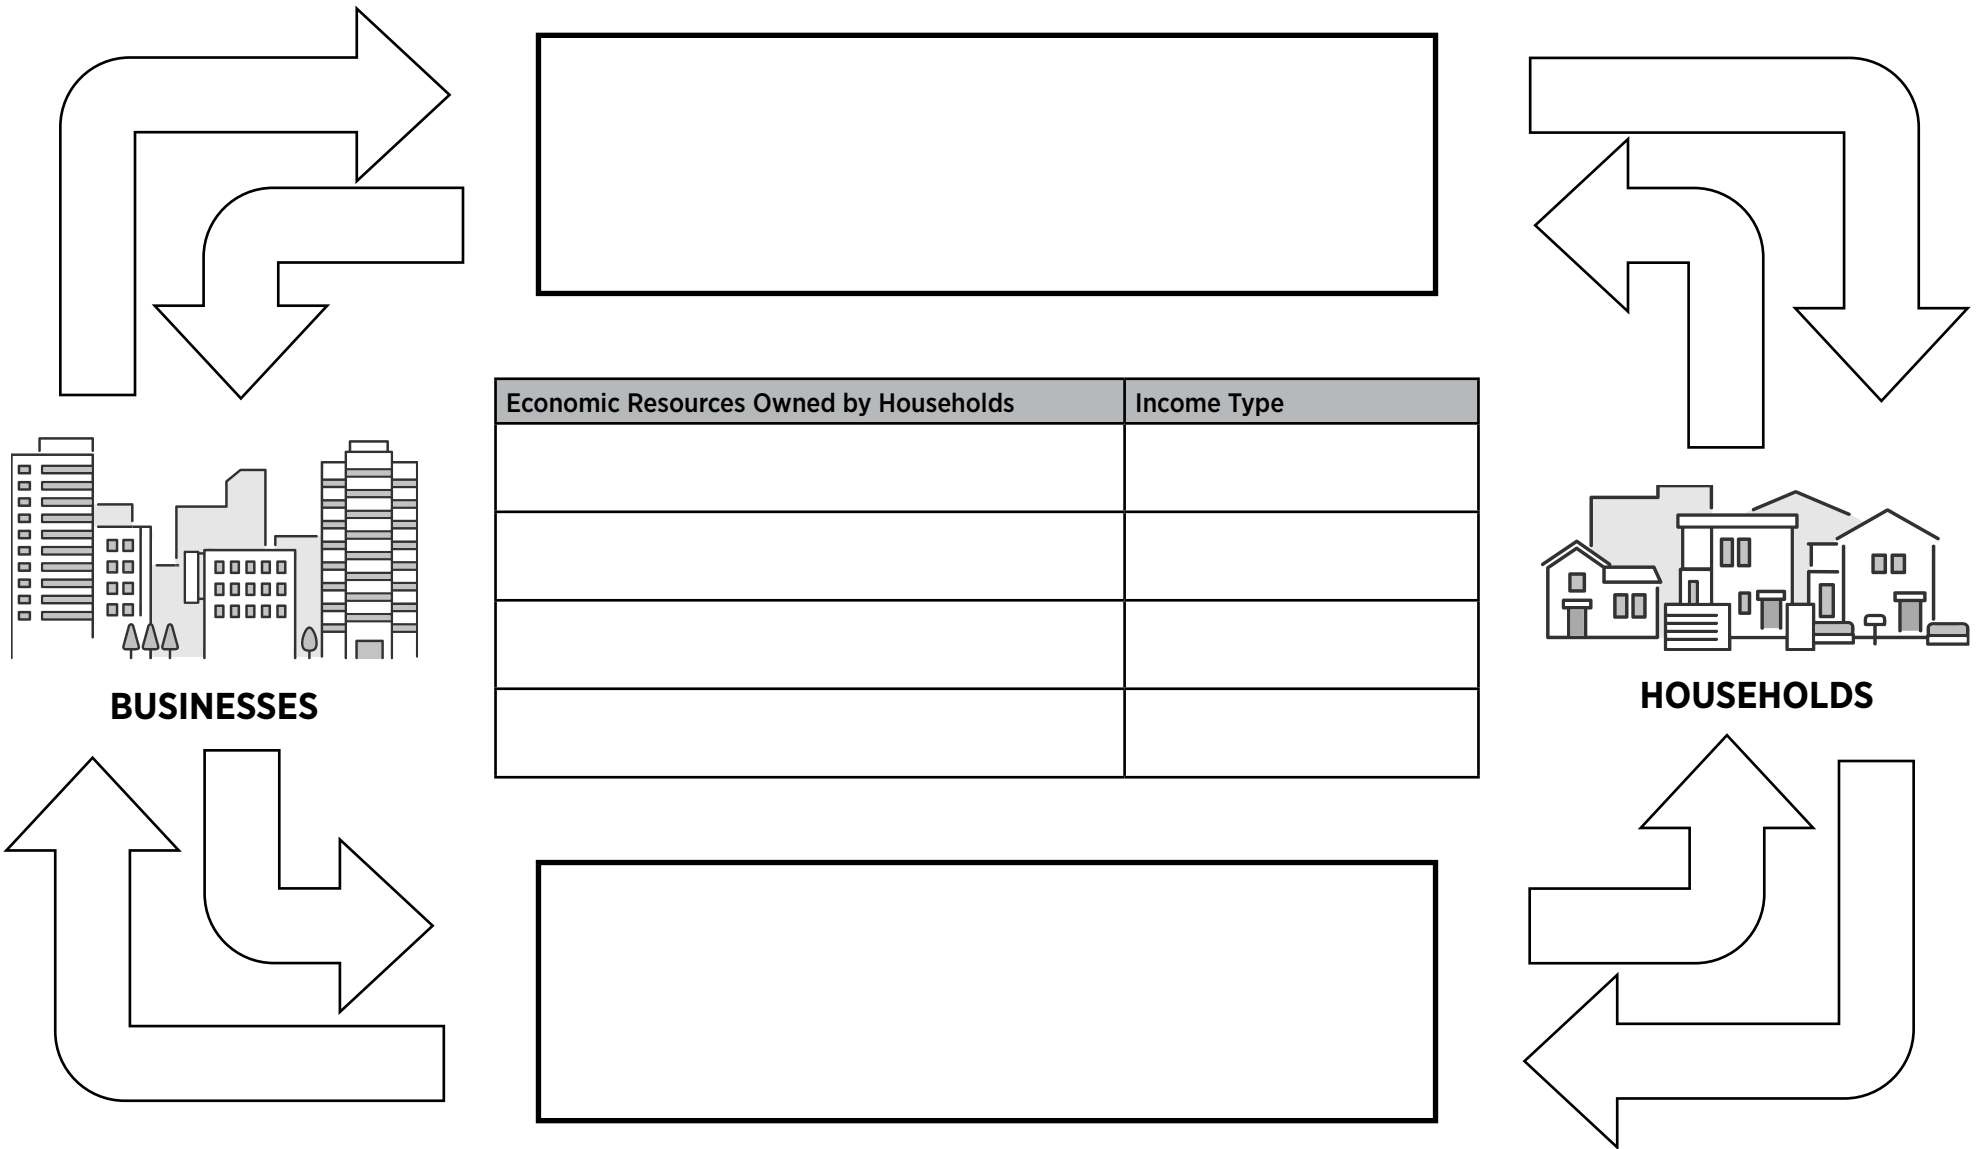 Economic Resources Owned by Households
Income Type
BUSINESSES
HOUSEHOLDS